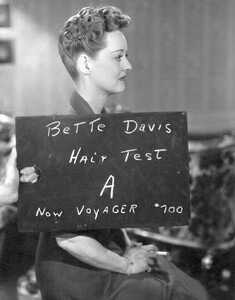 Bette Davis
Hair Test
A
Now Voyager #700